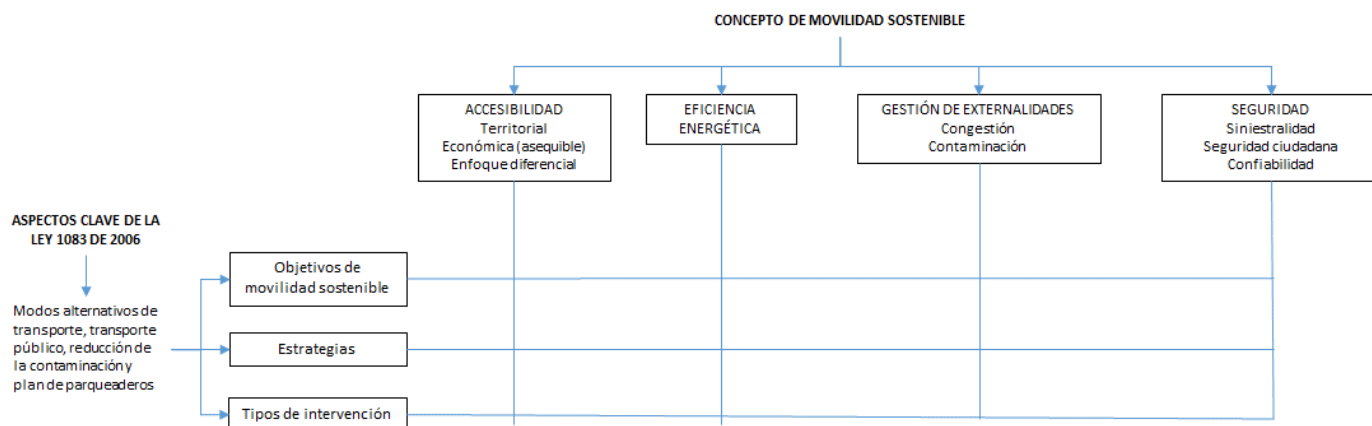 CONCEPTO DE MOVILIDAD SOSTENIBLE
ACCESIBILIDAD
Territorial
Económica (asequible)
Enfoque diferencial
EFICIENCIA
ENERGÉTICA
GESTIÓN DE EXTERNALIDADES
Congestión
Contaminación
SEGURIDAD
Siniestralidad
Seguridad ciudadana
Confiabilidad
ASPECTOS CLAVE DE LA
LEY 1083 DE 2006
Modos alternativos de
transporte, transporte
público, reducción de
la contaminación y
plan de parqueaderos
Objetivos de
movilidad sostenible
Estrategias
Tipos de intervención